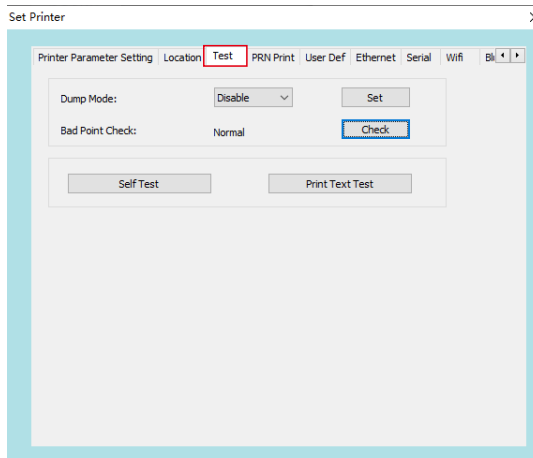 Set Printer
Printer Parameter Setting Location Test PRN Print User Def Ethernet Serial Wifi
Dump Mode: Disable Set
Bad Point Check: Normal Check
Self Test Print Text Test